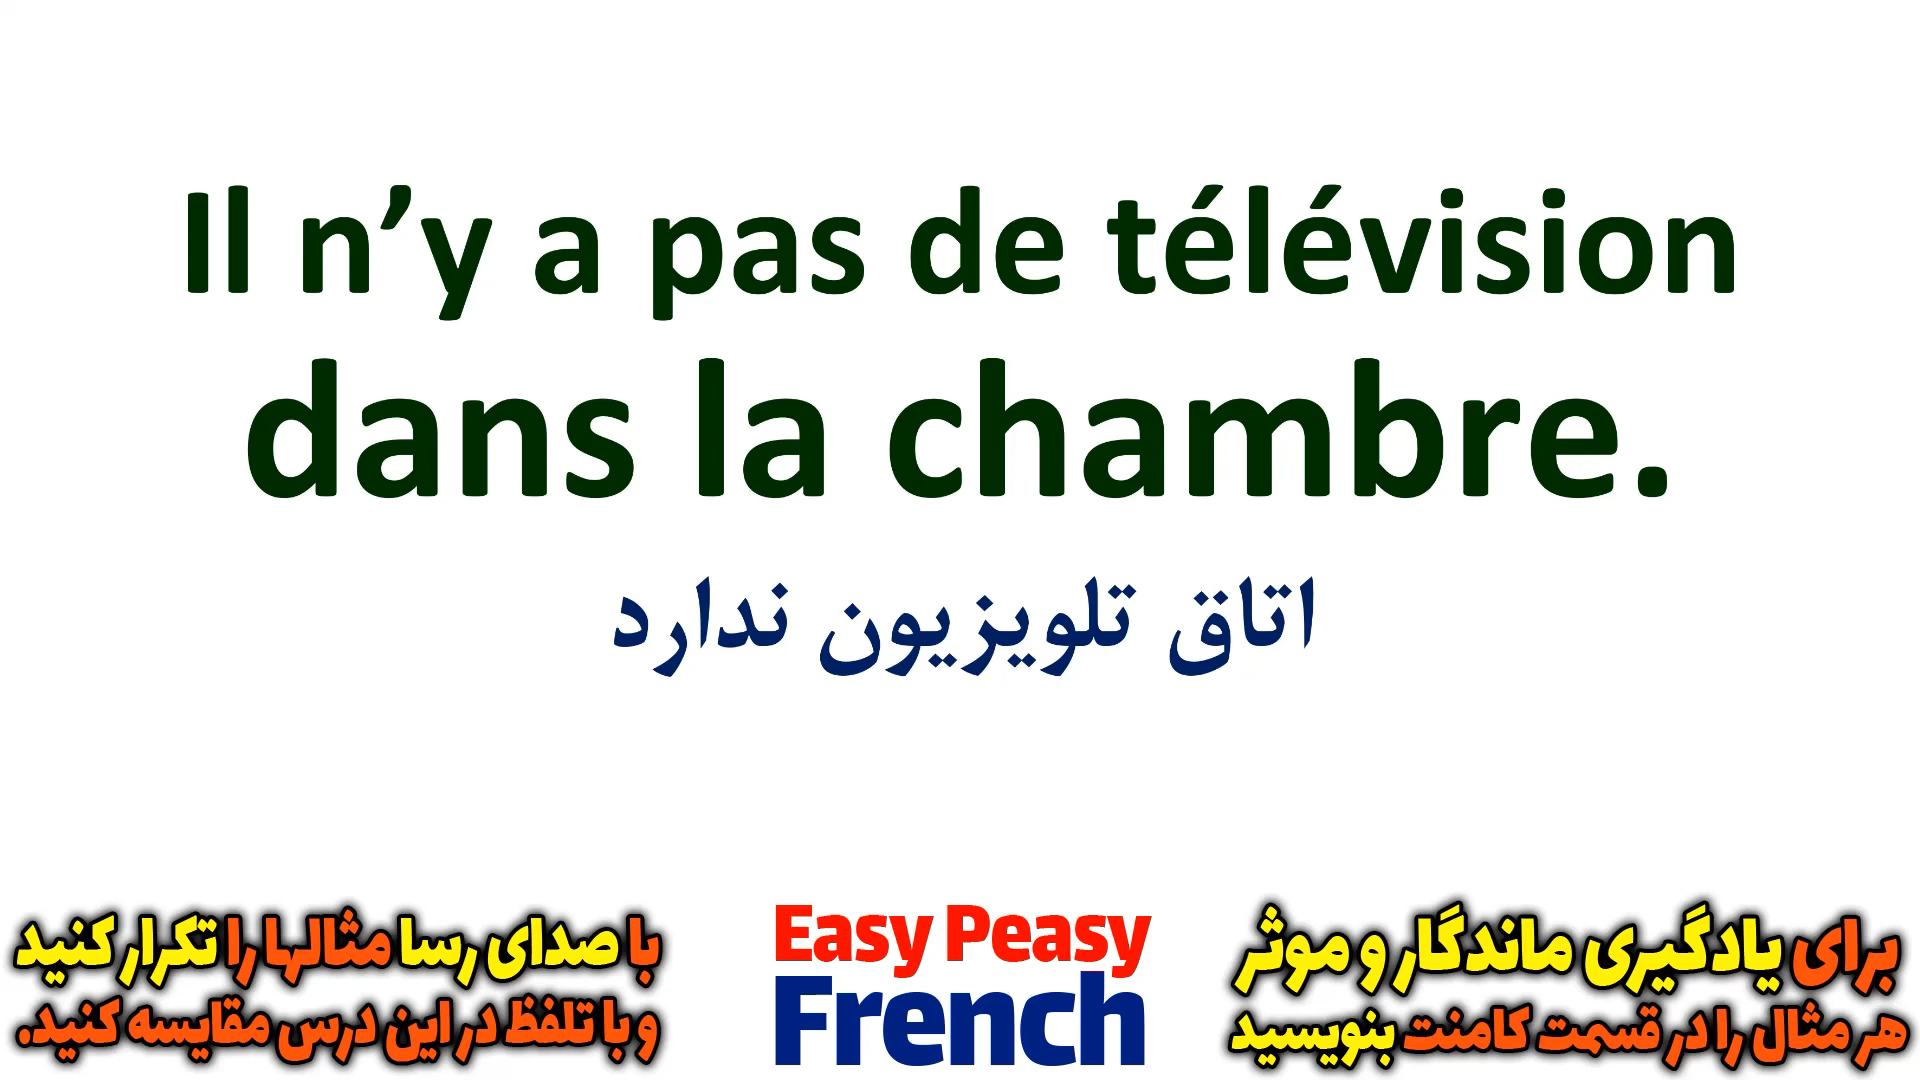 Il n’y a pas de télévision
dans la chambre.
اتاق تلویزیون ندارد
برای یادگیری ماندگار و موثر
هر مثال را در قسمت کامنت بنویسید
Easy Peasy
French
با صدای رسا مثالها را تکرار کنید
و با تلفظ در این درس مقایسه کنید.